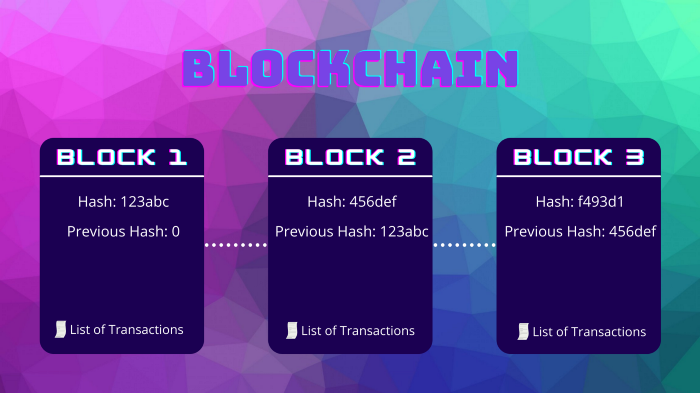 BLOCKCHAIN
BLOCK 1
Hash: 123abc
Previous Hash: 0
List of Transactions
BLOCK 2
Hash: 456def
Previous Hash: 123abc
List of Transactions
BLOCK 3
Hash: f493d1
Previous Hash: 456def
List of Transactions